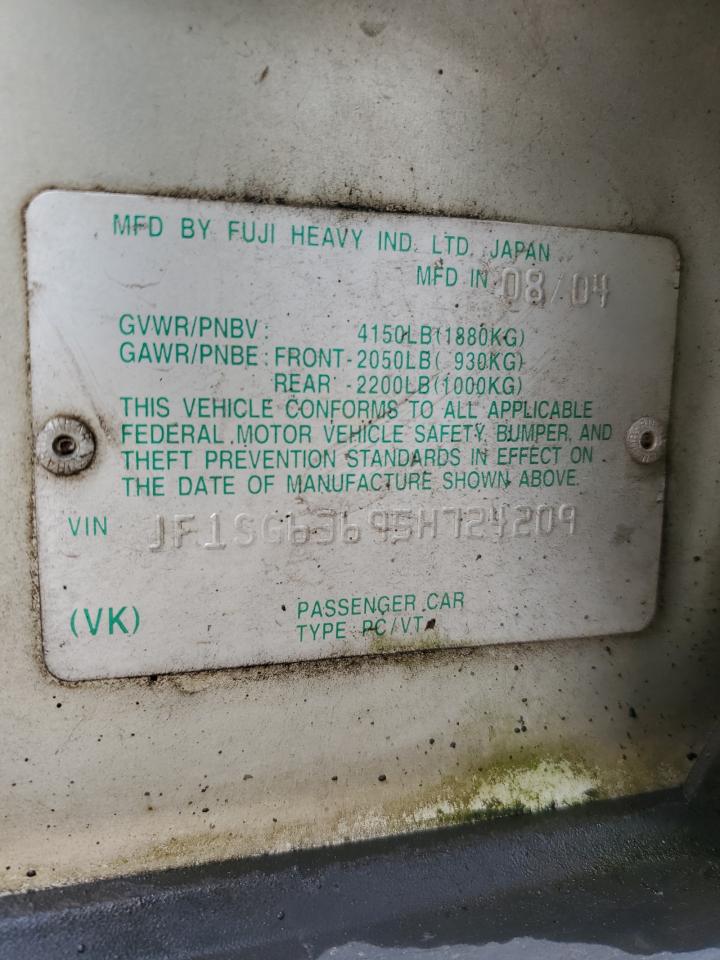 MFD BY FUJI HEAVY IND. LTD. JAPAN
MFD IN 08/04
GVWR/PNBV: 4150LB(1880KG)
GAWR/PNBE: FRONT-2050LB( 930KG)
REAR -2200LB(1000KG)
THIS VEHICLE CONFORMS TO ALL APPLICABLE
FEDERAL MOTOR VEHICLE SAFETY, BUMPER, AND
THEFT PREVENTION STANDARDS IN EFFECT ON
THE DATE OF MANUFACTURE SHOWN ABOVE.
VIN JF1SG63695H724209
(VK)
PASSENGER CAR
TYPE PC/VT